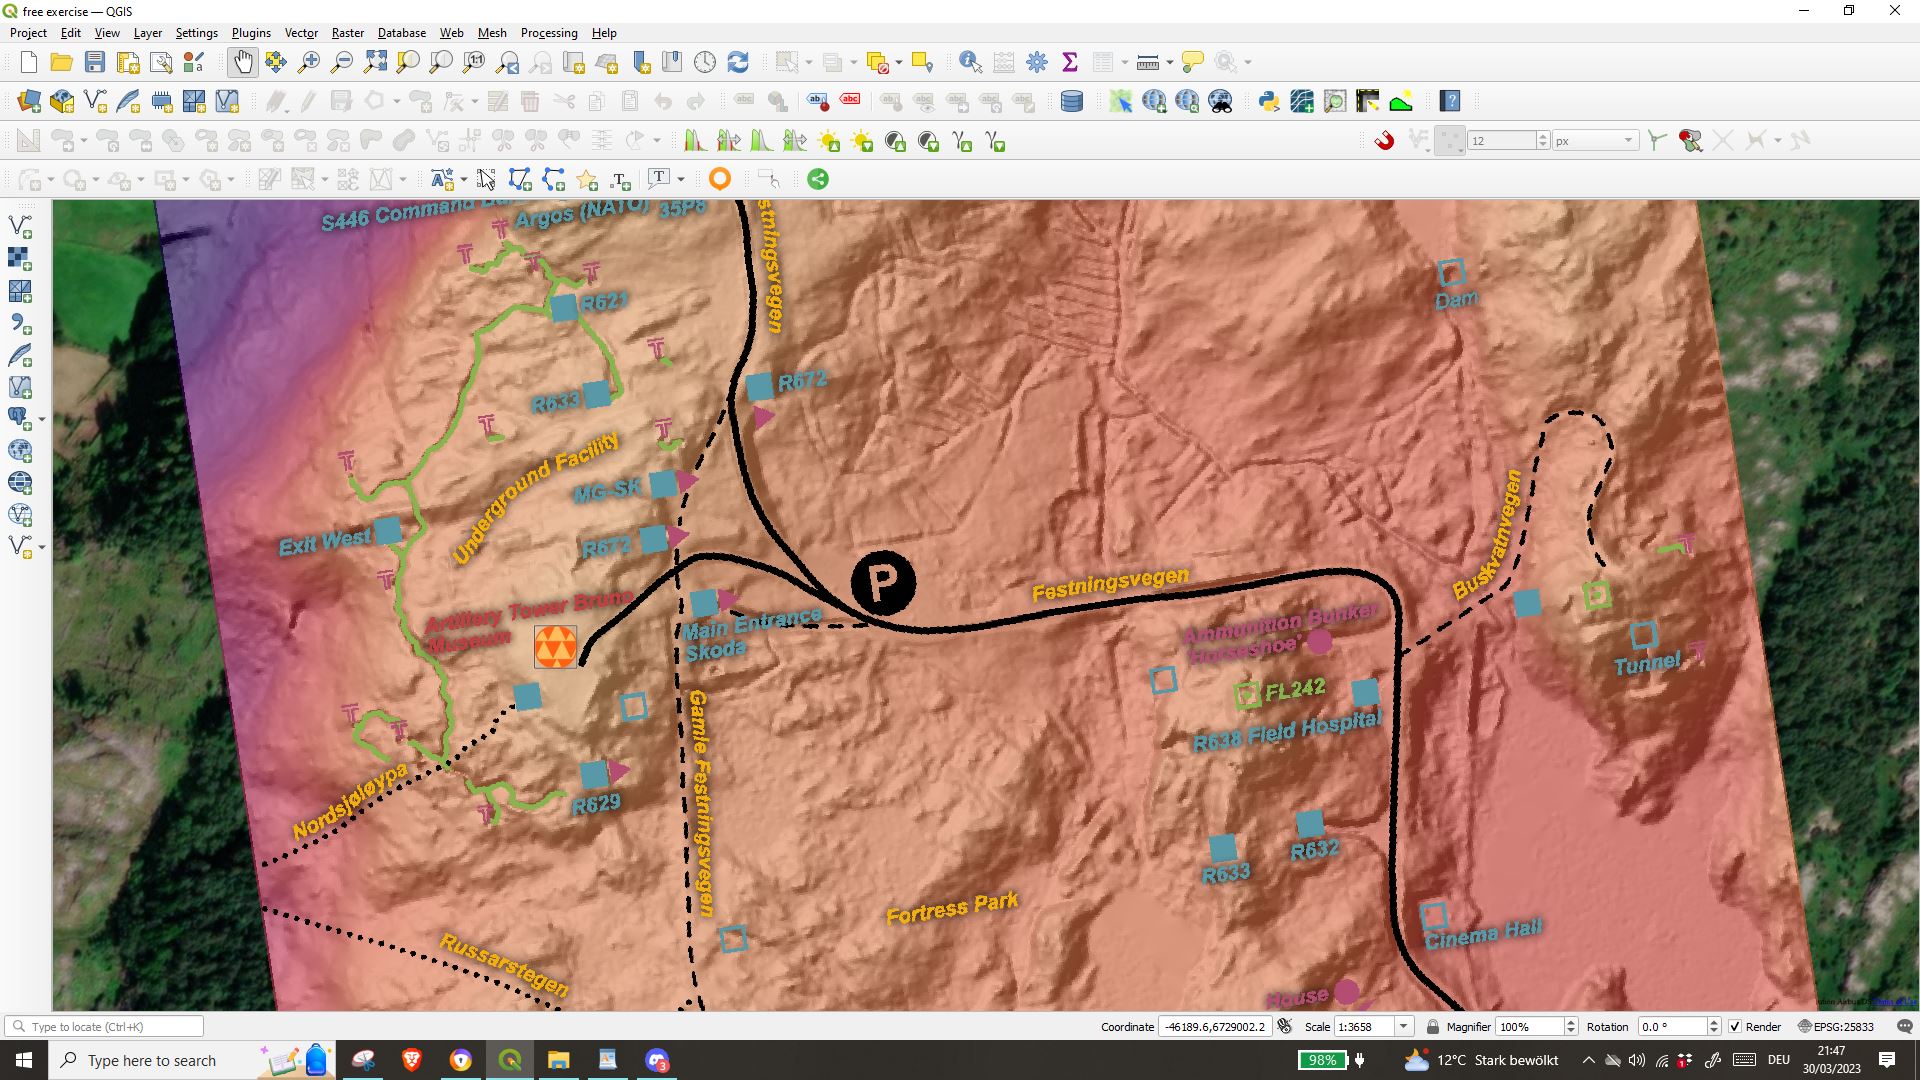 free exercise — QGIS
Project Edit View Layer Settings Plugins Vector Raster Database Web Mesh Processing Help
12 px
S446 Command
Argos (NATO) 35P8
stningsvegen
R621
Dam
R633
R672
Underground Facility
MG-SK
Exit West
R672
Buskvatnvegen
Festningsvegen
Artillery Tower Bruno
Museum
Main Entrance
Skoda
P
Ammunition Bunker
'Horseshoe'
FL242
Tunnel
R638 Field Hospital
Nordsjøløypa
R629
Gamle Festningsvegen
R633
R632
Fortress Park
Cinema Hall
Russarstegen
House
Type to locate (Ctrl+K)
Coordinate -46189.6,6729002.2 Scale 1:3658 Magnifier 100% Rotation 0.0 ° Render EPSG:25833
Type here to search
98% 12°C Stark bewölkt DEU
21:47
30/03/2023